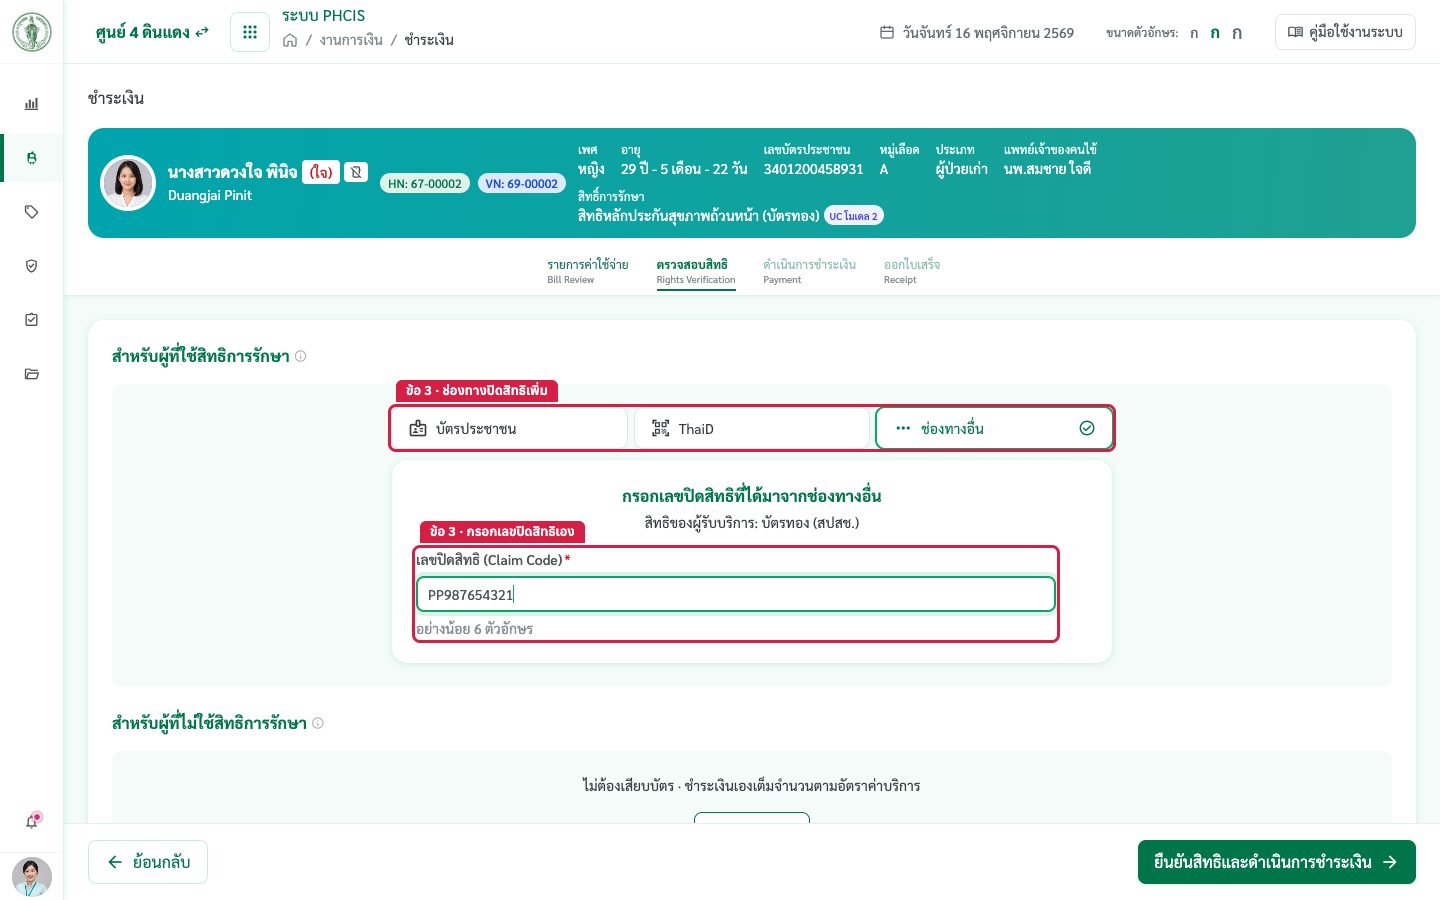 ศูนย์ 4 ดินแดง
ระบบ PHCIS
/ งานการเงิน / ชำระเงิน
วันจันทร์ 16 พฤศจิกายน 2569
ขนาดตัวอักษร: ก ก ก
คู่มือใช้งานระบบ
ชำระเงิน
นางสาวดวงใจ พินิจ (ใจ)
Duangjai Pinit
HN: 67-00002
VN: 69-00002
เพศ อายุ เลขบัตรประชาชน หมู่เลือด ประเภท แพทย์เจ้าของคนไข้
หญิง 29 ปี - 5 เดือน - 22 วัน 3401200458931 A ผู้ป่วยเก่า นพ.สมชาย ใจดี
สิทธิ์การรักษา
สิทธิหลักประกันสุขภาพถ้วนหน้า (บัตรทอง) UC โมเดล 2
รายการค่าใช้จ่าย ตรวจสอบสิทธิ ดำเนินการชำระเงิน ออกใบเสร็จ
Bill Review Rights Verification Payment Receipt
สำหรับผู้ที่ใช้สิทธิการรักษา
ข้อ 3 · ช่องทางปิดสิทธิเพิ่ม
บัตรประชาชน ThaiD ช่องทางอื่น
กรอกเลขปิดสิทธิที่ได้มาจากช่องทางอื่น
สิทธิของผู้รับบริการ: บัตรทอง (สปสช.)
ข้อ 3 · กรอกเลขปิดสิทธิเอง
เลขปิดสิทธิ (Claim Code)*
PP987654321
อย่างน้อย 6 ตัวอักษร
สำหรับผู้ที่ไม่ใช้สิทธิการรักษา
ไม่ต้องเสียบบัตร · ชำระเงินเองเต็มจำนวนตามอัตราค่าบริการ
ย้อนกลับ
ยืนยันสิทธิและดำเนินการชำระเงิน